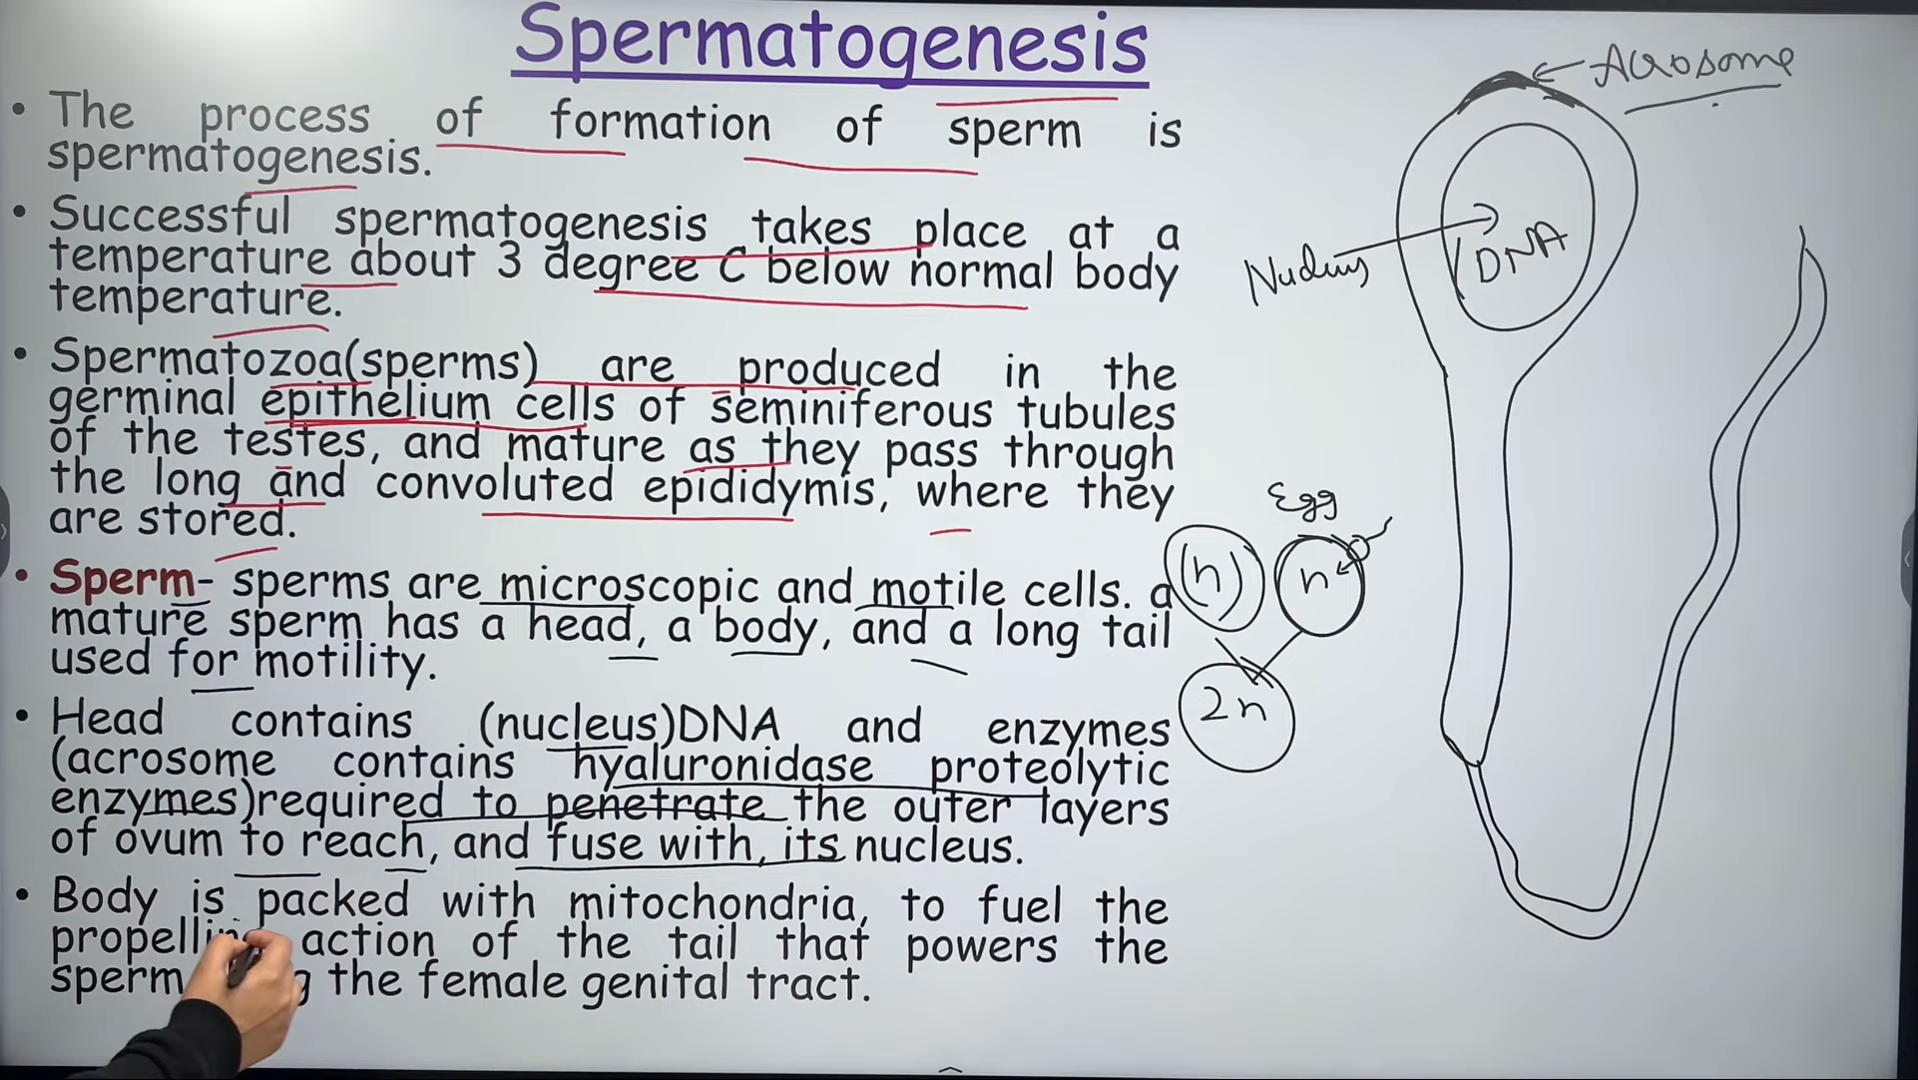 Spermatogenesis
• The process of formation of sperm is
spermatogenesis.
• Successful spermatogenesis takes place at a
temperature about 3 degree C below normal body
temperature.
• Spermatozoa(sperms) are produced in the
germinal epithelium cells of seminiferous tubules
of the testes, and mature as they pass through
the long and convoluted epididymis, where they
are stored.
• Sperm- sperms are microscopic and motile cells. a
mature sperm has a head, a body, and a long tail
used for motility.
• Head contains (nucleus)DNA and enzymes
(acrosome contains hyaluronidase proteolytic
enzymes)required to penetrate the outer layers
of ovum to reach, and fuse with, its nucleus.
• Body is packed with mitochondria, to fuel the
action of the tail that powers the
sperm the female genital tract.
Acrosome
Nucleus
DNA
Egg
(n)
n
2n